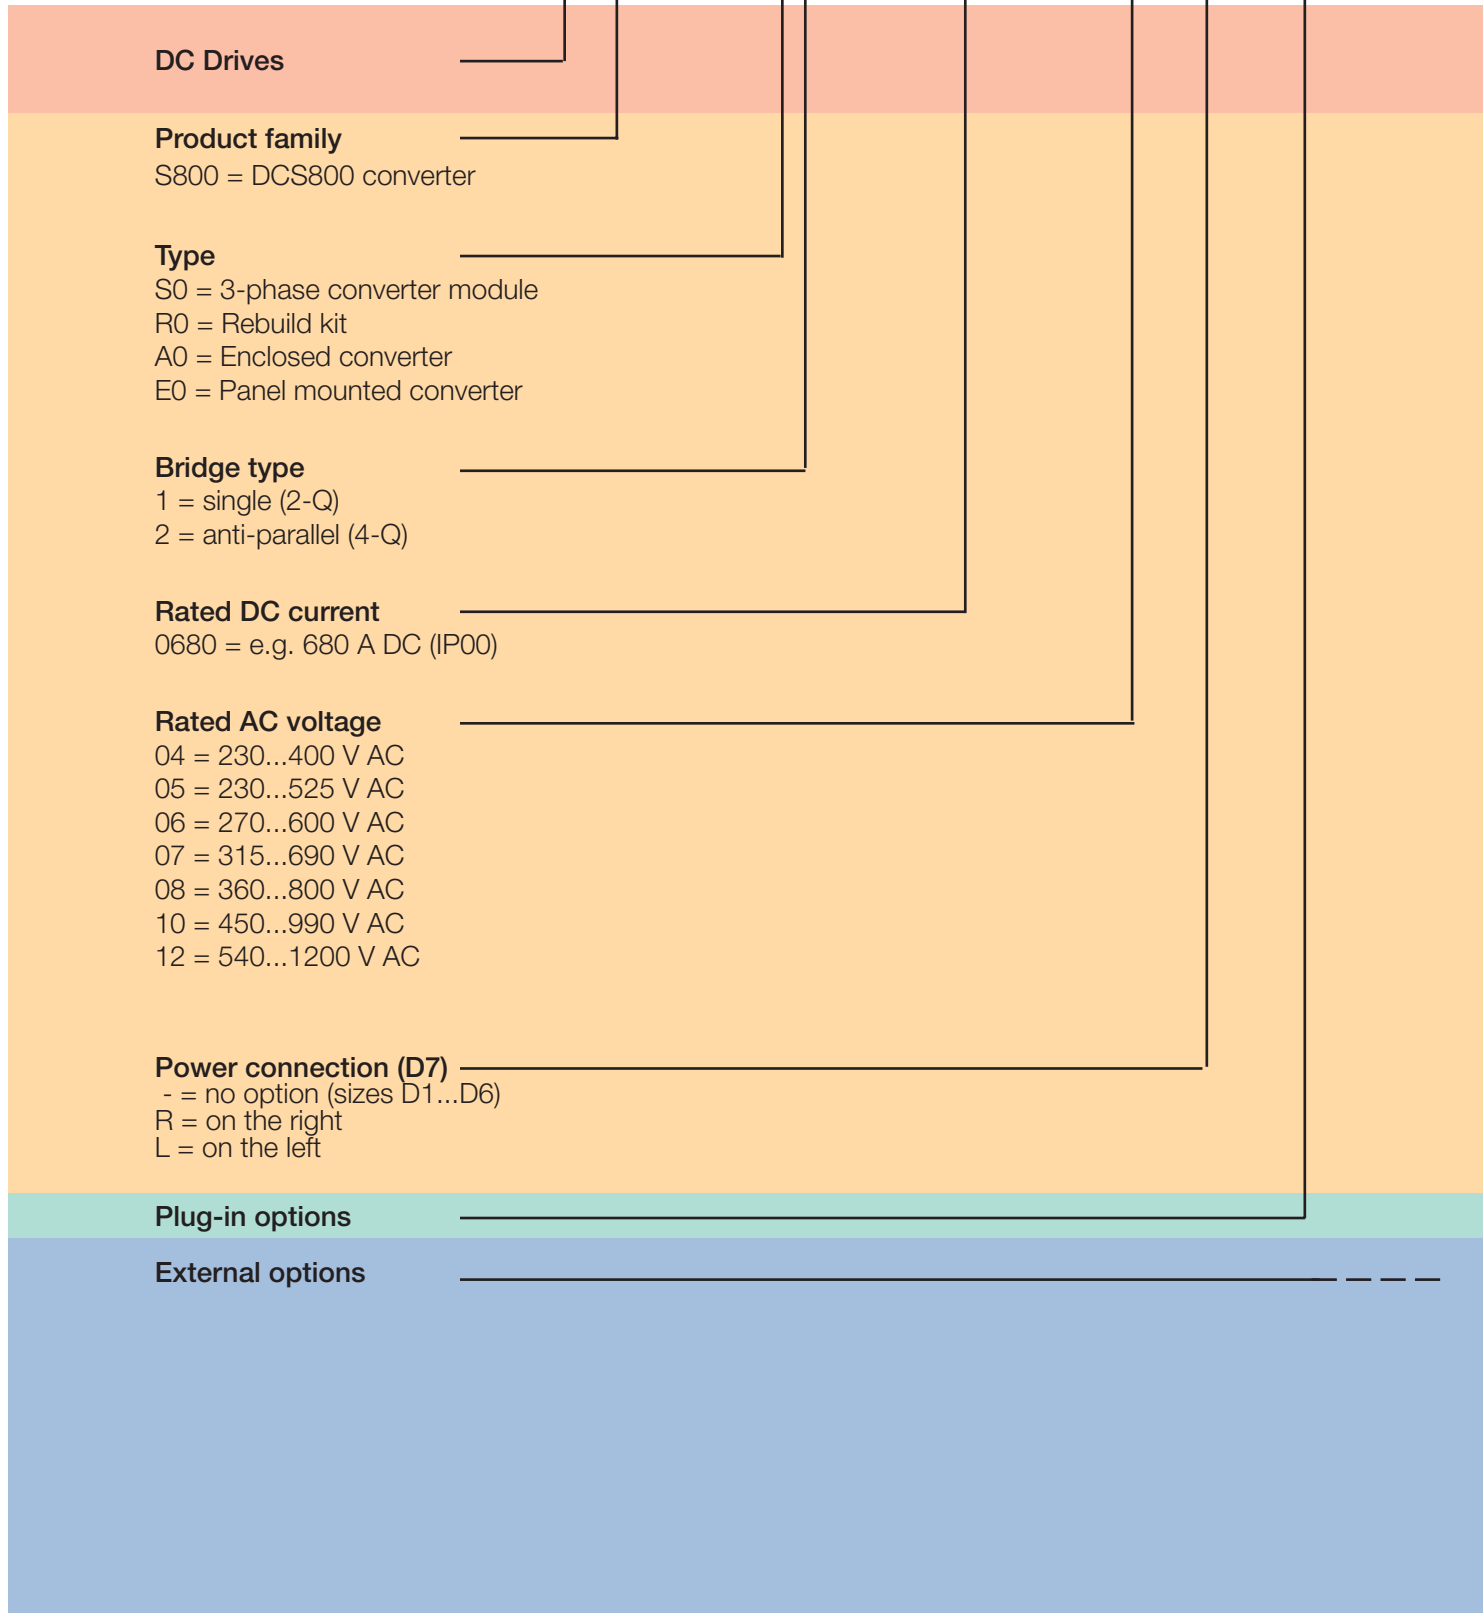 DC Drives
Product family
S800 = DCS800 converter
Type
S0 = 3-phase converter module
R0 = Rebuild kit
A0 = Enclosed converter
E0 = Panel mounted converter
Bridge type
1 = single (2-Q)
2 = anti-parallel (4-Q)
Rated DC current
0680 = e.g. 680 A DC (IP00)
Rated AC voltage
04 = 230...400 V AC
05 = 230...525 V AC
06 = 270...600 V AC
07 = 315...690 V AC
08 = 360...800 V AC
10 = 450...990 V AC
12 = 540...1200 V AC
Power connection (D7)
- = no option (sizes D1...D6)
R = on the right
L = on the left
Plug-in options
External options